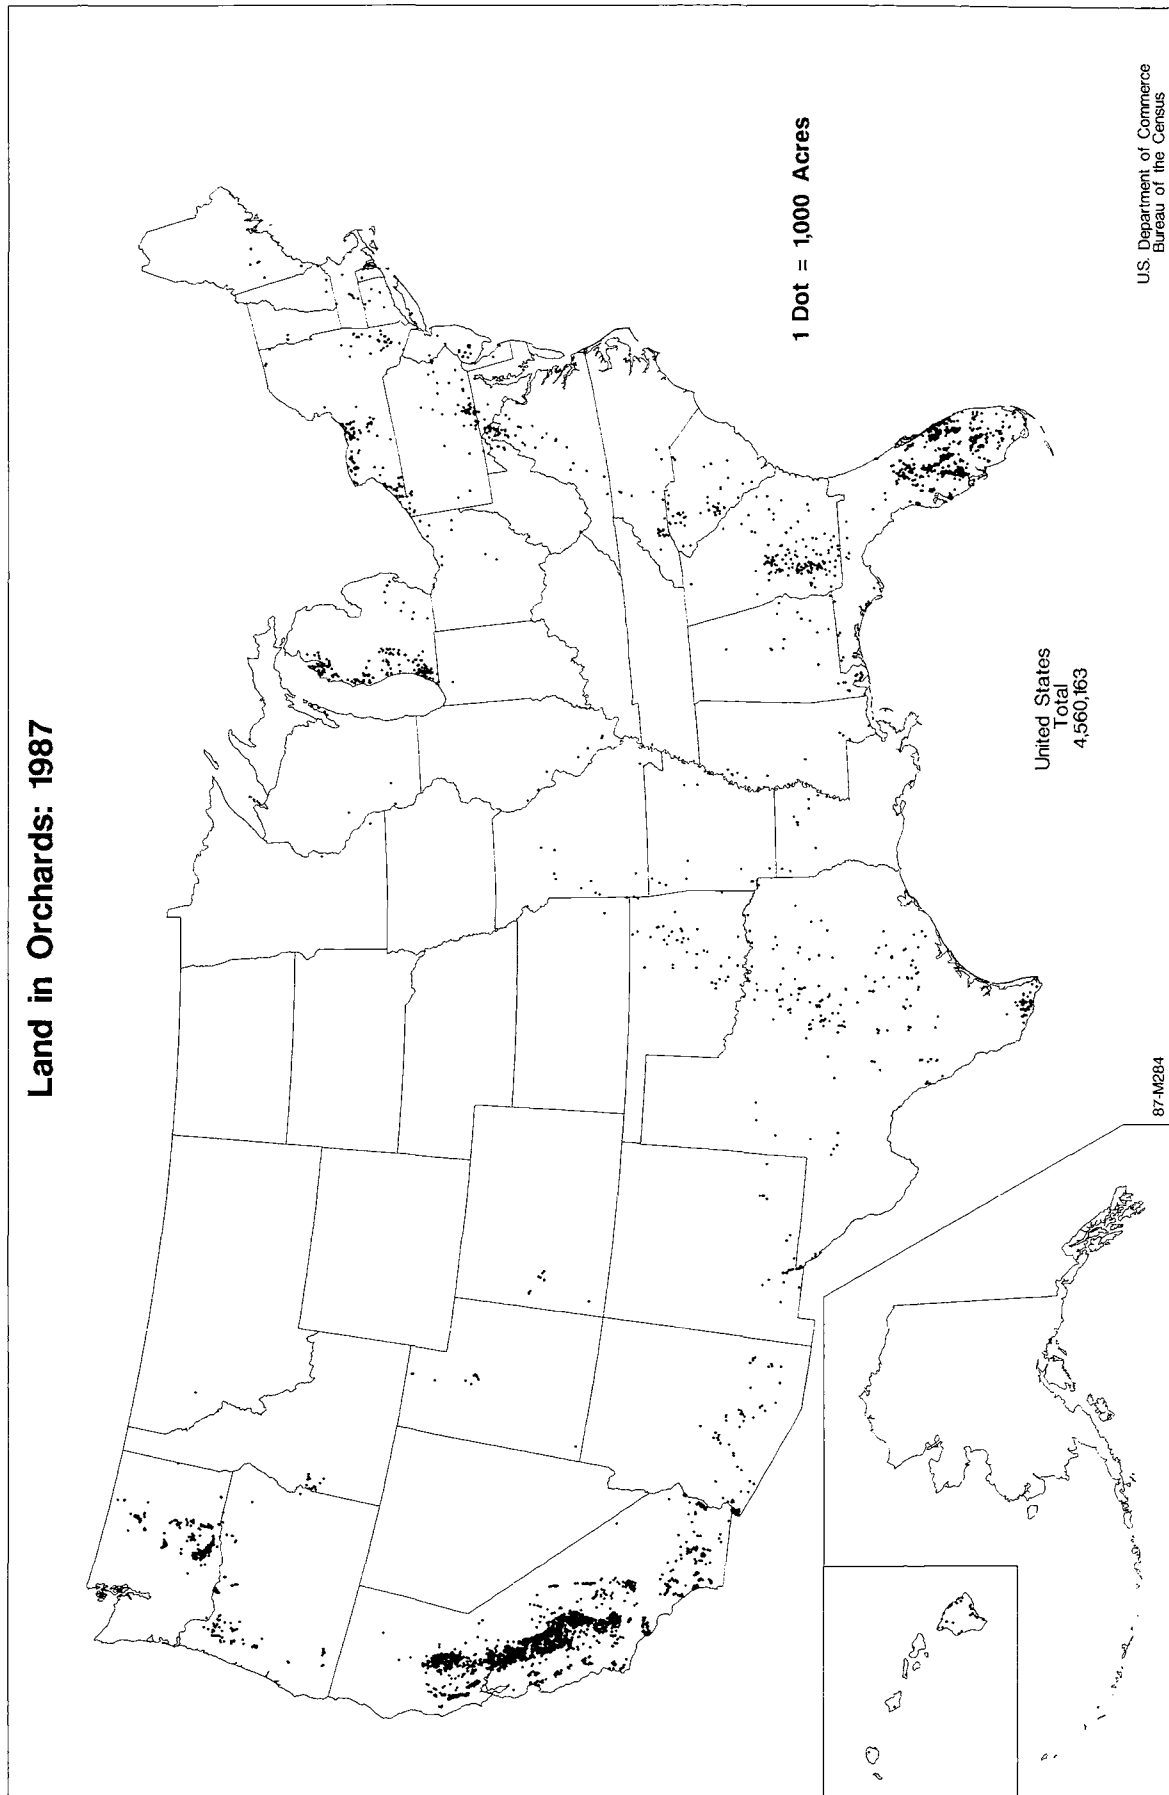 Land in Orchards: 1987
1 Dot = 1,000 Acres
United States
Total
4,560,163
87-M284
U.S. Department of Commerce
Bureau of the Census